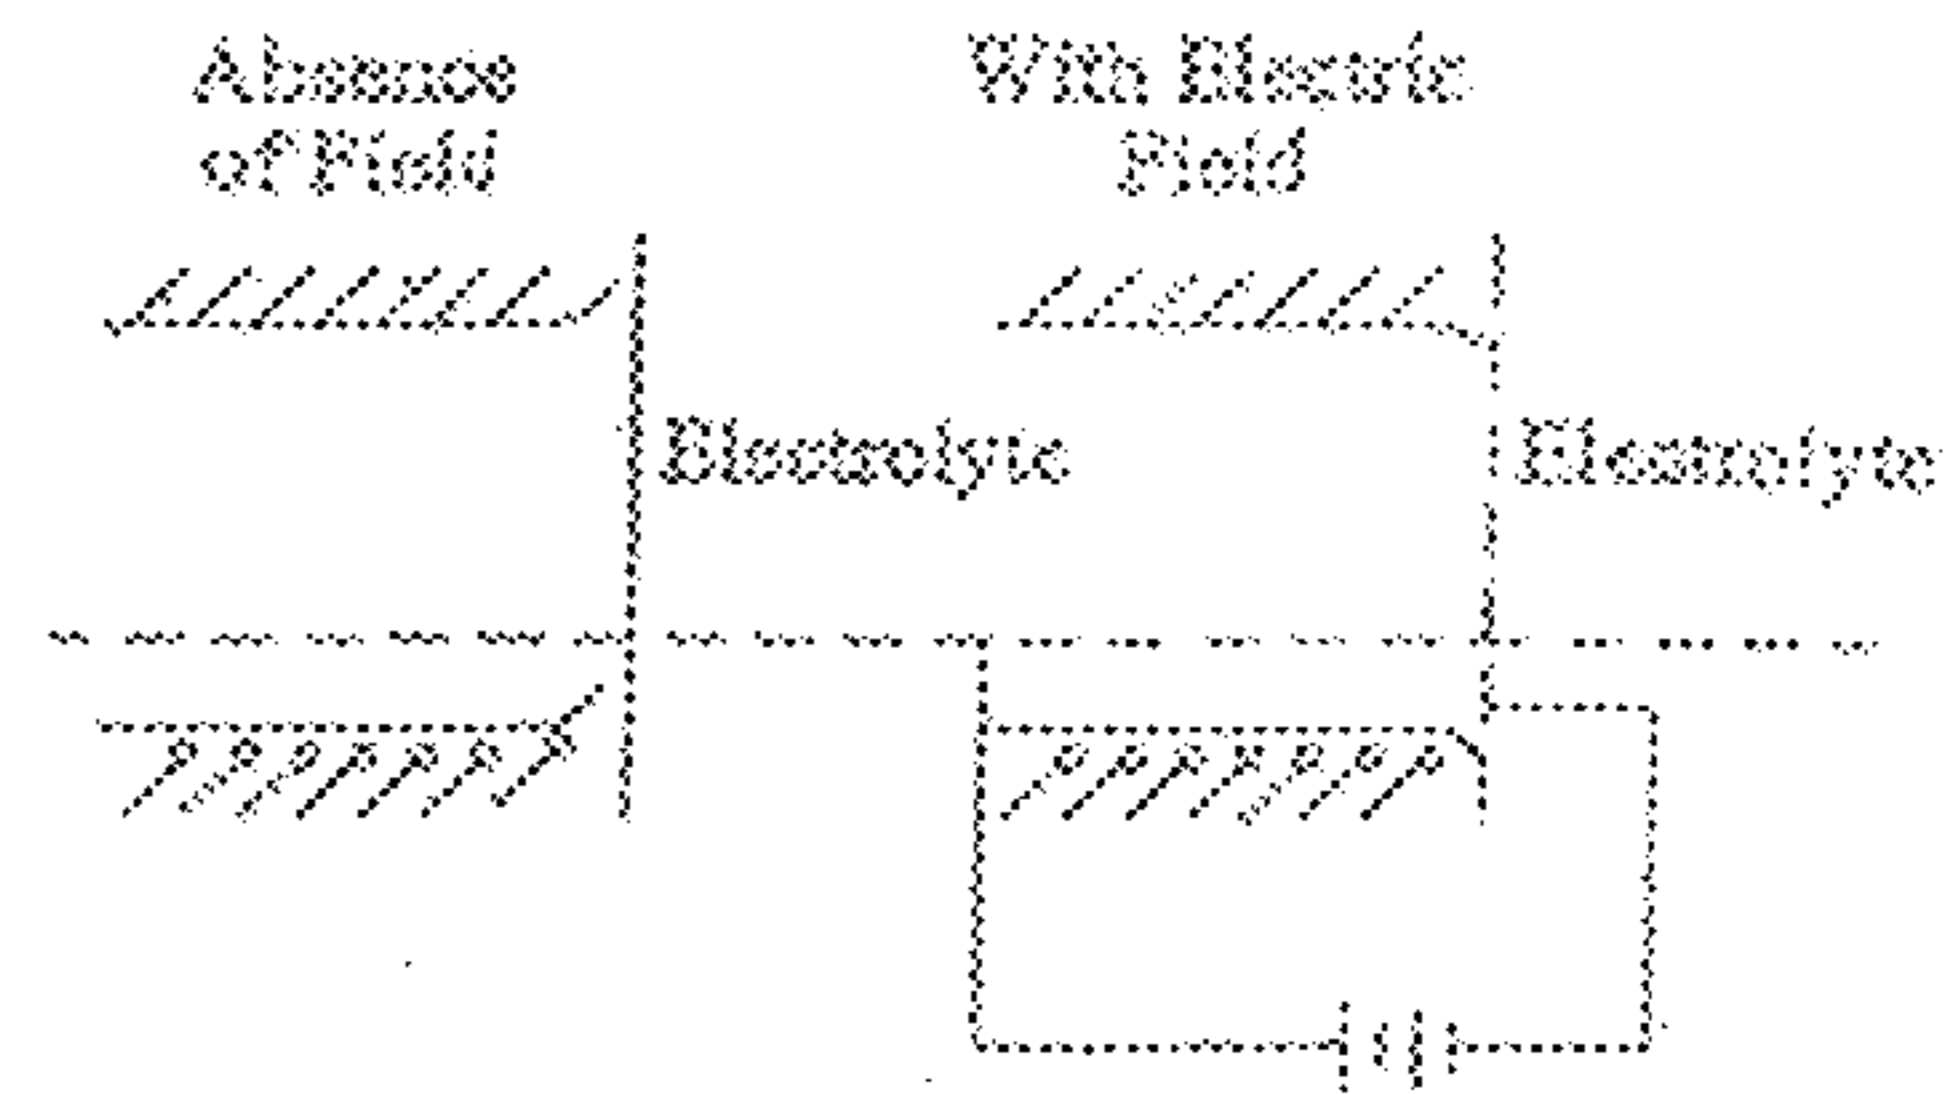 Absence
of Field
With Electric
Field
Electrolyte
Electrolyte